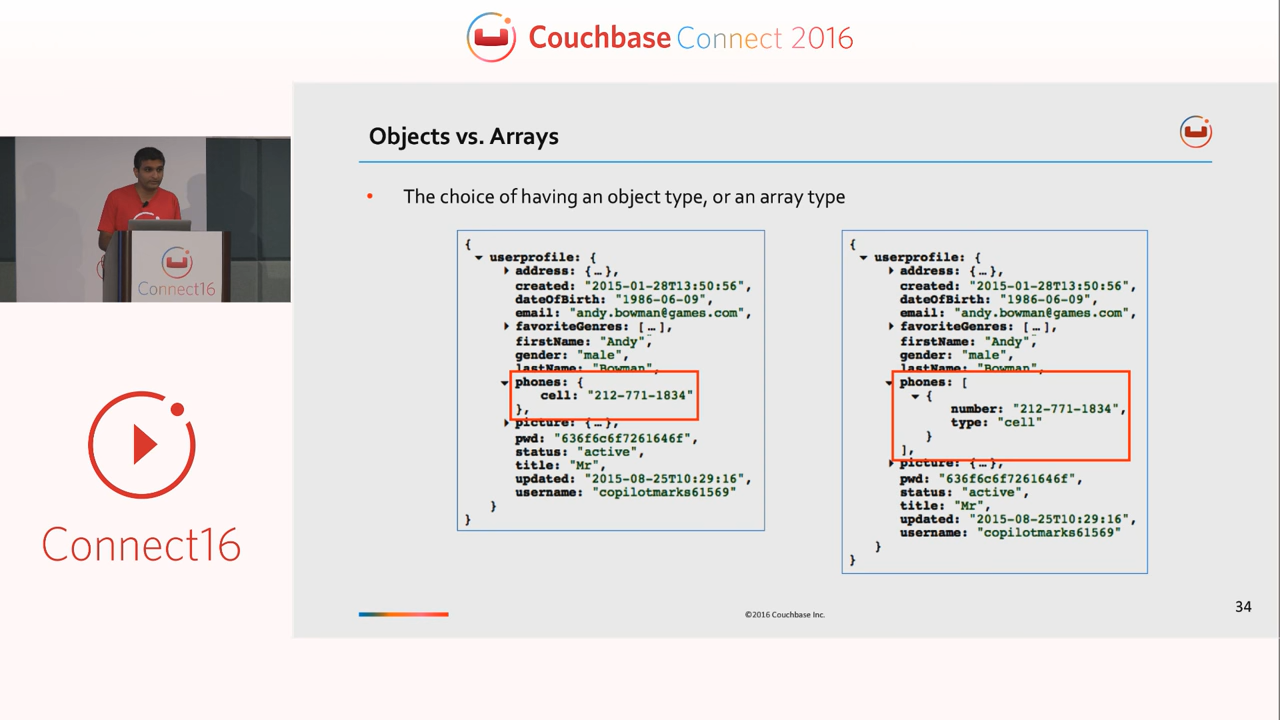 Couchbase Connect 2016
Objects vs. Arrays
• The choice of having an object type, or an array type
{
userprofile: {
address: {…},
created: "2015-01-28T13:50:56",
dateOfBirth: "1986-06-09",
email: "andy.bowman@games.com",
favoriteGenres: […],
firstName: "Andy",
gender: "male",
lastName: "Bowman",
phones: {
cell: "212-771-1834"
},
picture: {…},
pwd: "636f6c6f7261646f",
status: "active",
title: "Mr",
updated: "2015-08-25T10:29:16",
username: "copilotmarks61569"
}
}
{
userprofile: {
address: {…},
created: "2015-01-28T13:50:56",
dateOfBirth: "1986-06-09",
email: "andy.bowman@games.com",
favoriteGenres: […],
firstName: "Andy",
gender: "male",
lastName: "Bowman",
phones: [
{
number: "212-771-1834",
type: "cell"
}
],
picture: {…},
pwd: "636f6c6f7261646f",
status: "active",
title: "Mr",
updated: "2015-08-25T10:29:16",
username: "copilotmarks61569"
}
}
©2016 Couchbase Inc.
34
Connect16
Connect16